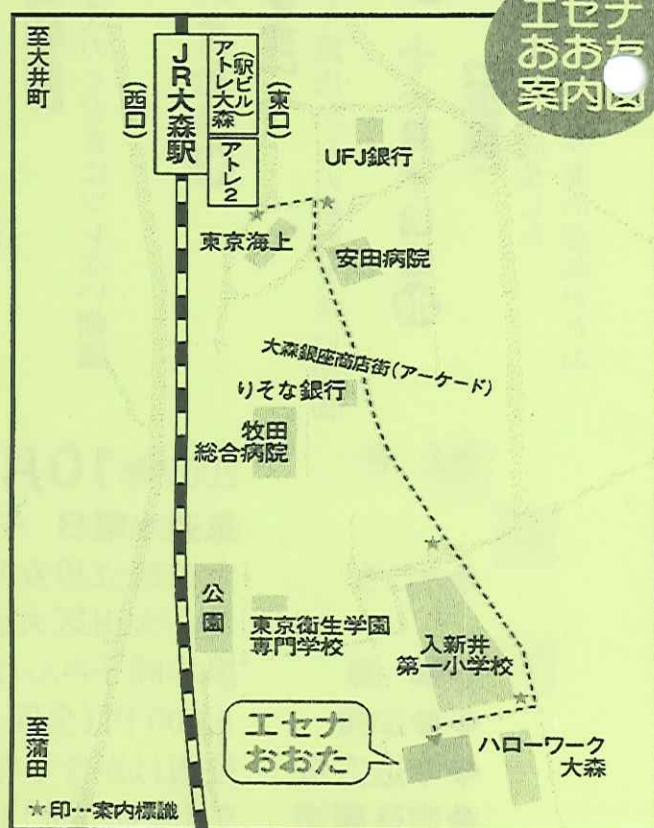 エセナ
おおた
案内図
至大井町
JR大森駅
(駅ビル)
アトレ大森
アトレ2
(東口)
(西口)
UFJ銀行
東京海上
安田病院
大森銀座商店街(アーケード)
りそな銀行
牧田
総合病院
公園
東京衛生学園
専門学校
入新井
第一小学校
エセナ
おおた
ハローワーク
大森
至蒲田
★印…案内標識